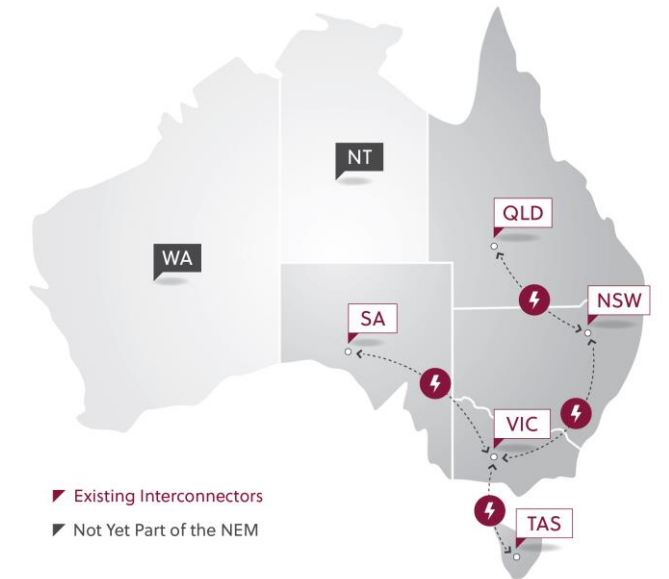 NT
QLD
WA
NSW
SA
VIC
Existing Interconnectors
TAS
Not Yet Part of the NEM